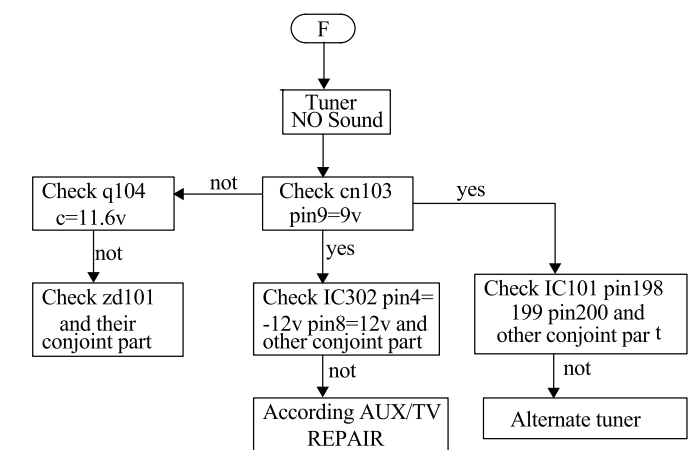 F
Tuner
NO Sound
Check cn103
pin9=9v
not
yes
Check q104
c=11.6v
not
Check zd101
and their
conjoint part
yes
Check IC302 pin4=
-12v pin8=12v and
other conjoint part
not
According AUX/TV
REPAIR
Check IC101 pin198
199 pin200 and
other conjoint par t
not
Alternate tuner